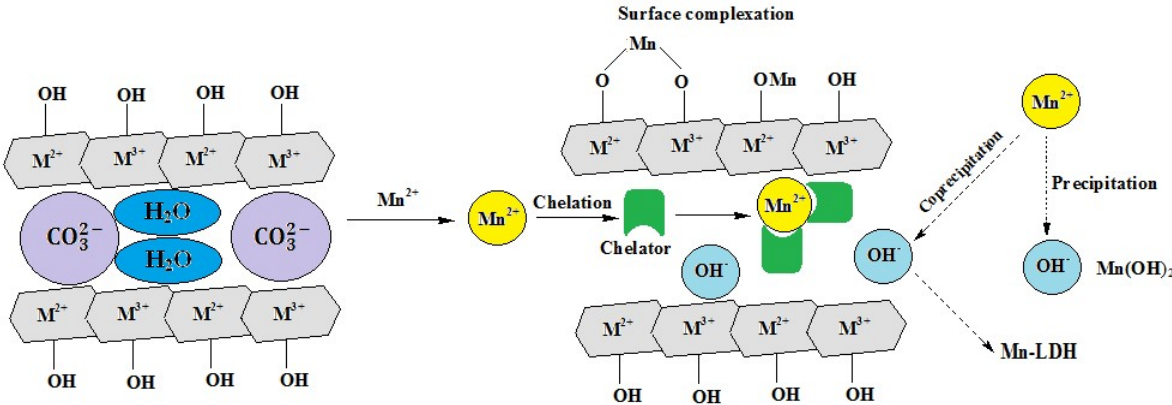 OH OH OH OH
M²⁺ M³⁺ M²⁺ M³⁺
CO₃²⁻ H₂O CO₃²⁻
H₂O
M²⁺ M³⁺ M²⁺ M³⁺
OH OH OH OH
Mn²⁺
Mn²⁺
Chelation
Chelator
Surface complexation
Mn
O O OMn OH
M²⁺ M³⁺ M²⁺ M³⁺
Mn²⁺
OH⁻
M²⁺ M³⁺ M²⁺ M³⁺
OH OH OH OH
Mn²⁺
Coprecipitation
Precipitation
OH⁻
OH⁻
Mn(OH)₂
Mn-LDH